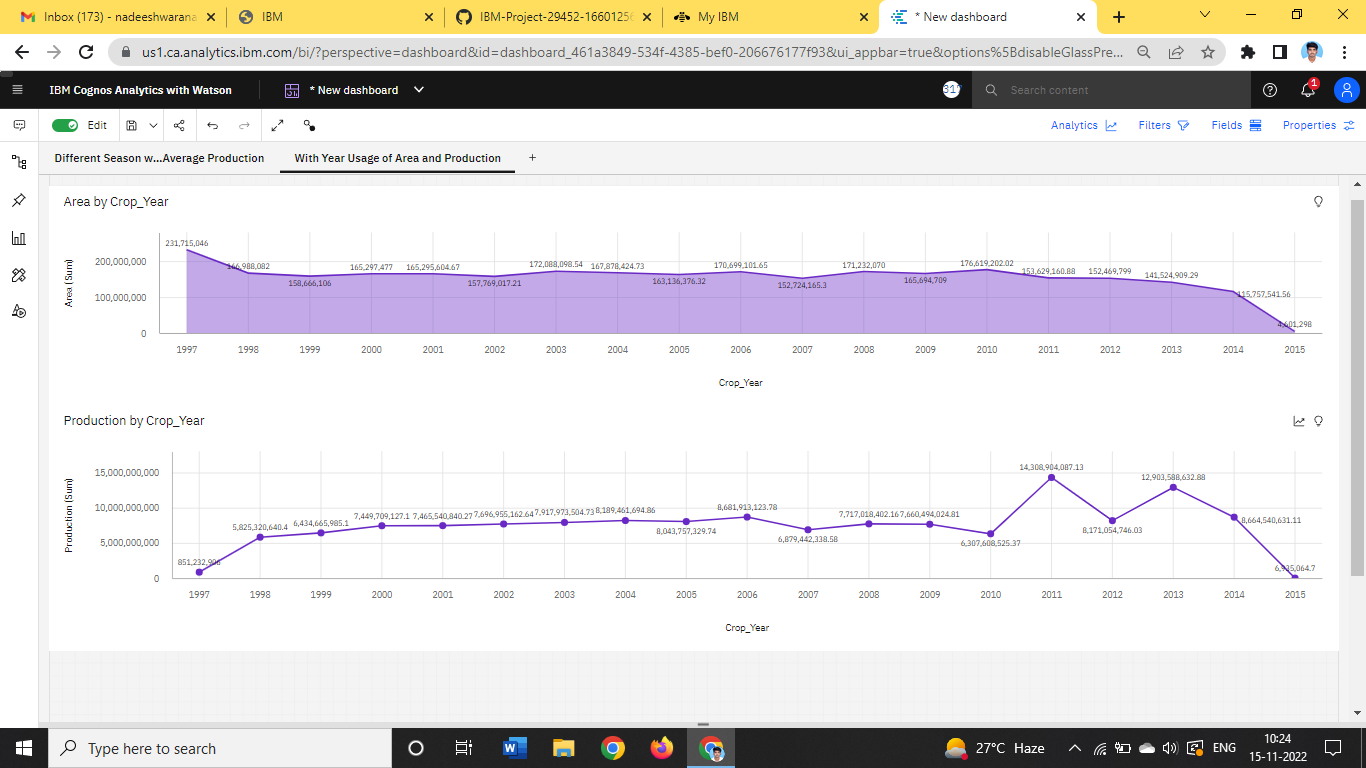 Inbox (173) - nadeeshwarana
IBM
IBM-Project-29452-1660125
My IBM
* New dashboard
us1.ca.analytics.ibm.com/bi/?perspective=dashboard&id=dashboard_461a3849-534f-4385-bef0-206676177f93&ui_appbar=true&options%5BdisableGlassPre...
IBM Cognos Analytics with Watson
* New dashboard
Search content
1
Edit
Analytics
Filters
Fields
Properties
Different Season w...Average Production
With Year Usage of Area and Production
Area by Crop_Year
Area (Sum)
200,000,000
100,000,000
0
231,715,046
166,988,082
158,666,106
165,297,477
165,295,604.67
157,769,017.21
172,088,098.54
167,878,424.73
163,136,376.32
170,699,101.65
152,724,165.3
171,232,070
165,694,709
176,619,202.02
153,629,160.88
152,469,799
141,524,909.29
115,757,541.56
4,601,298
1997 1998 1999 2000 2001 2002 2003 2004 2005 2006 2007 2008 2009 2010 2011 2012 2013 2014 2015
Crop_Year
Production by Crop_Year
Production (Sum)
15,000,000,000
10,000,000,000
5,000,000,000
0
5,825,320,640.4
6,434,665,985.1
7,449,709,127.1
7,465,540,840.27
7,696,955,162.64
7,917,973,504.73
8,189,461,694.86
8,043,757,329.74
8,681,913,123.78
6,879,442,338.58
7,717,018,402.16
7,660,494,024.81
6,307,608,525.37
14,308,904,087.13
8,171,054,746.03
12,903,588,632.88
8,664,540,631.11
1997 1998 1999 2000 2001 2002 2003 2004 2005 2006 2007 2008 2009 2010 2011 2012 2013 2014 2015
Crop_Year
Type here to search
27°C Haze
ENG
10:24
15-11-2022